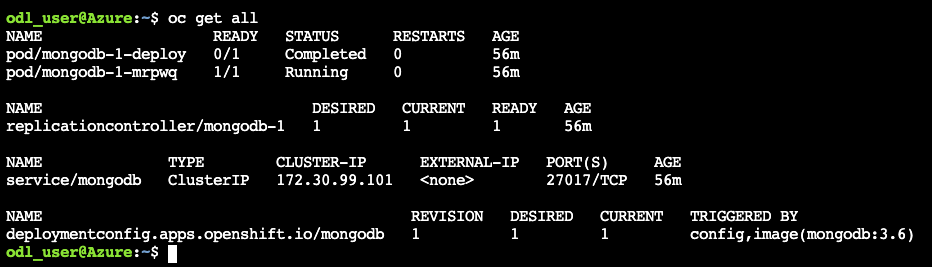 odl_user@Azure:~$ oc get all
NAME READY STATUS RESTARTS AGE
pod/mongodb-1-deploy 0/1 Completed 0 56m
pod/mongodb-1-mrpwq 1/1 Running 0 56m
NAME DESIRED CURRENT READY AGE
replicationcontroller/mongodb-1 1 1 1 56m
NAME TYPE CLUSTER-IP EXTERNAL-IP PORT(S) AGE
service/mongodb ClusterIP 172.30.99.101 <none> 27017/TCP 56m
NAME REVISION DESIRED CURRENT TRIGGERED BY
deploymentconfig.apps.openshift.io/mongodb 1 1 1 config,image(mongodb:3.6)
odl_user@Azure:~$